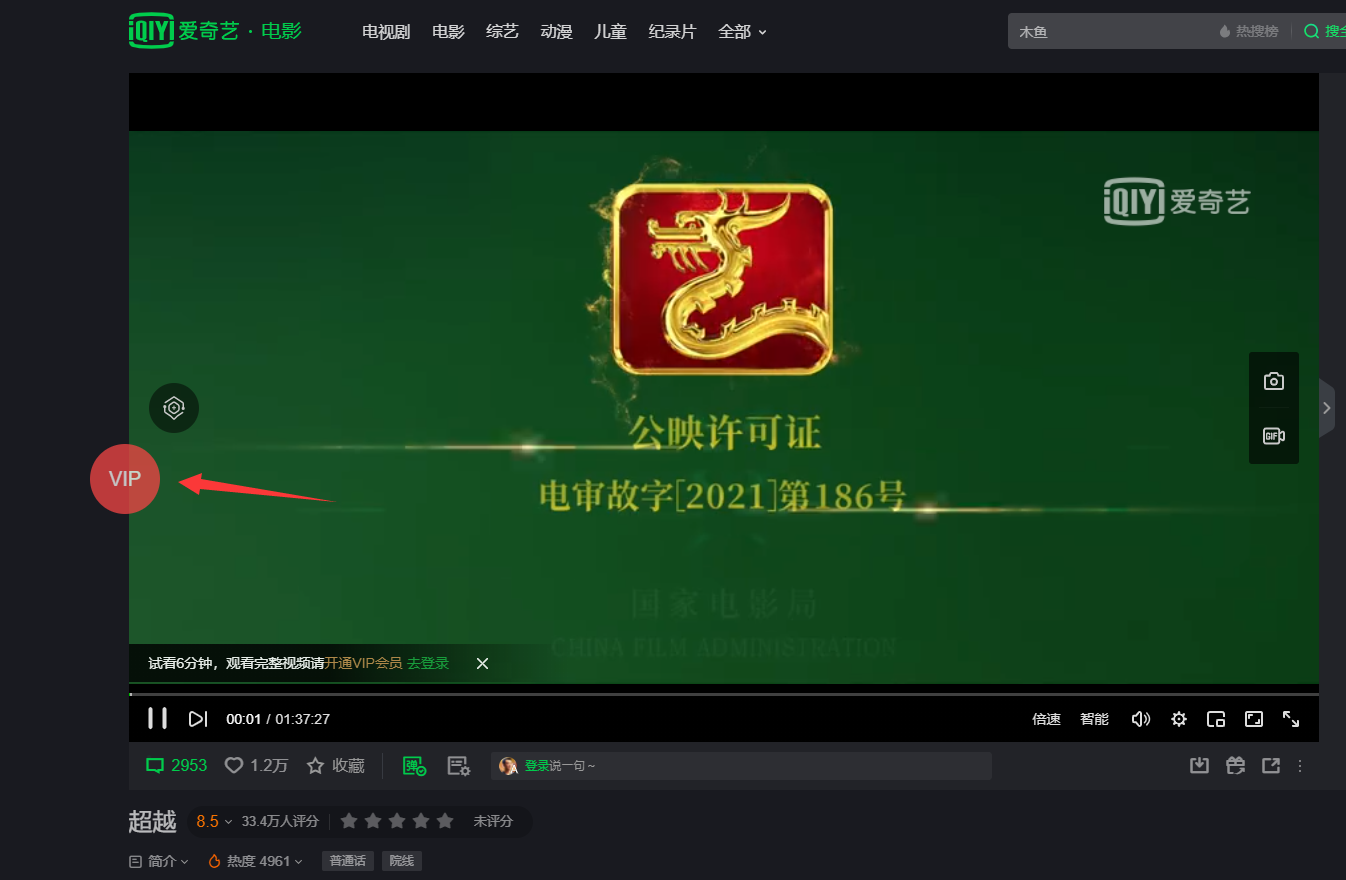 iQIYI 爱奇艺 · 电影
电视剧 电影 综艺 动漫 儿童 纪录片 全部
木鱼 热搜榜 搜全
iQIYI 爱奇艺
公映许可证
VIP
电审故字[2021]第186号
国家电影局
CHINA FILM ADMINISTRATION
试看6分钟，观看完整视频请开通VIP会员 去登录
00:01 / 01:37:27 倍速 智能
GIF
2953 1.2万 收藏 弹 登录说一句~
超越 8.5 33.4万人评分 未评分
简介 热度 4961 普通话 院线